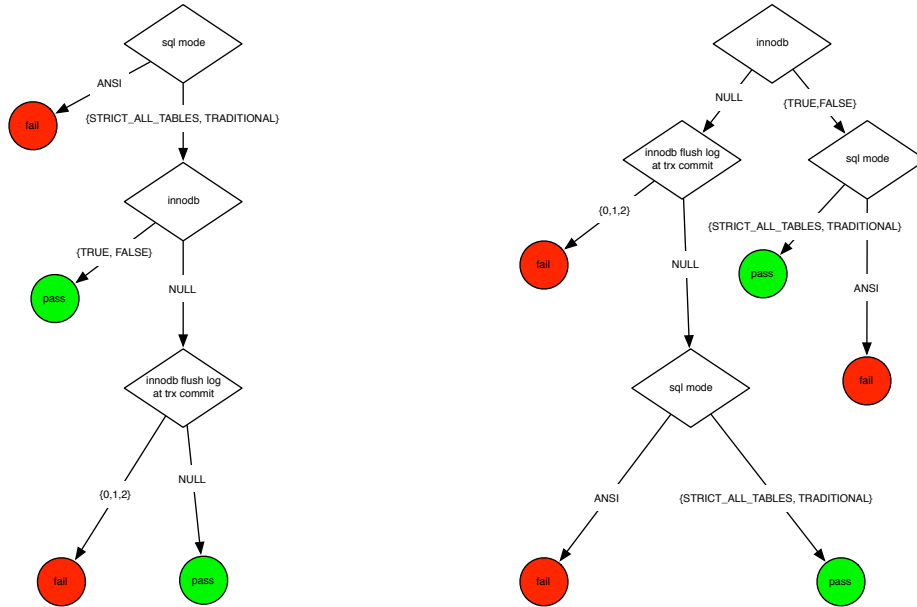 sql mode
ANSI
fail
{STRICT_ALL_TABLES, TRADITIONAL}
innodb
{TRUE, FALSE}
pass
NULL
innodb flush log
at trx commit
{0,1,2}
NULL
fail
pass
innodb
NULL
{TRUE,FALSE}
innodb flush log
at trx commit
sql mode
{0,1,2}
{STRICT_ALL_TABLES, TRADITIONAL}
fail
NULL
pass
ANSI
fail
sql mode
ANSI
{STRICT_ALL_TABLES, TRADITIONAL}
fail
pass